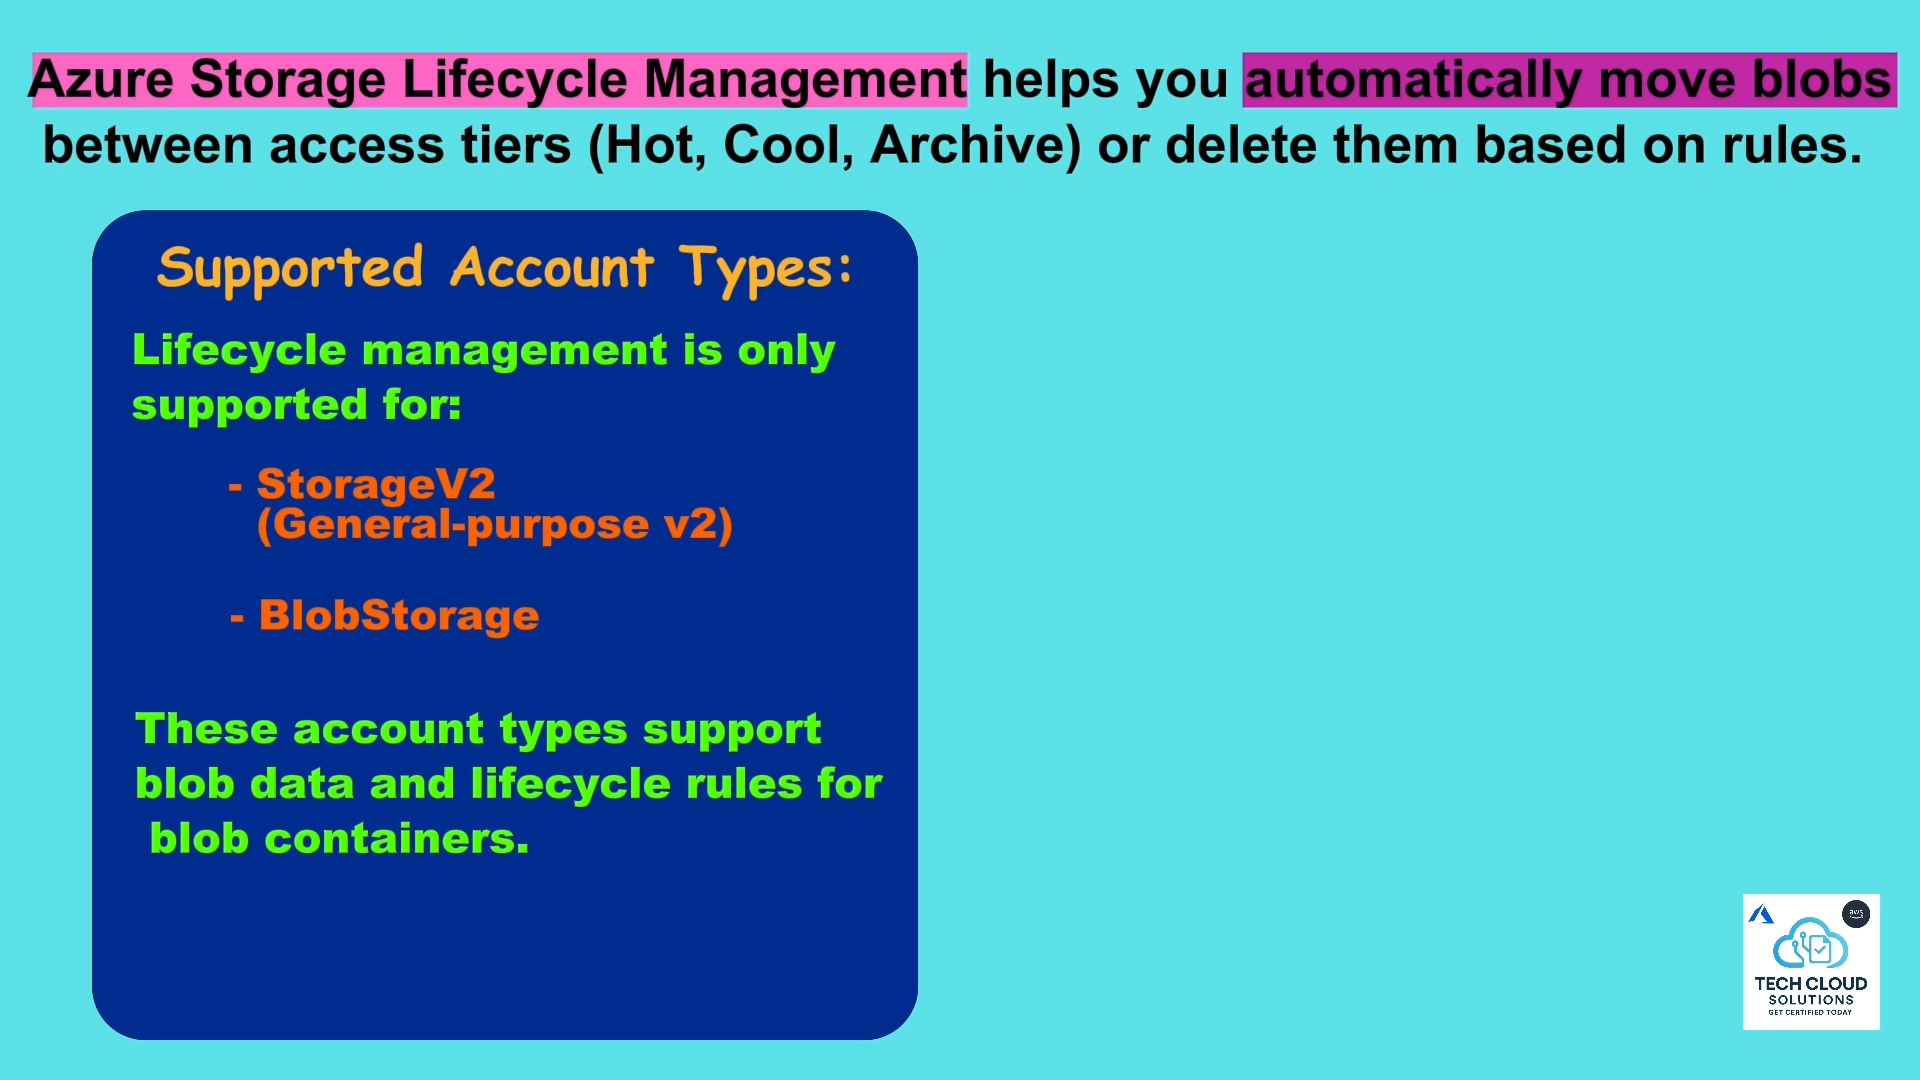 Azure Storage Lifecycle Management helps you automatically move blobs
between access tiers (Hot, Cool, Archive) or delete them based on rules.
Supported Account Types:
Lifecycle management is only
supported for:
- StorageV2
(General-purpose v2)
- BlobStorage
These account types support
blob data and lifecycle rules for
blob containers.
aws
TECH CLOUD
SOLUTIONS
GET CERTIFIED TODAY